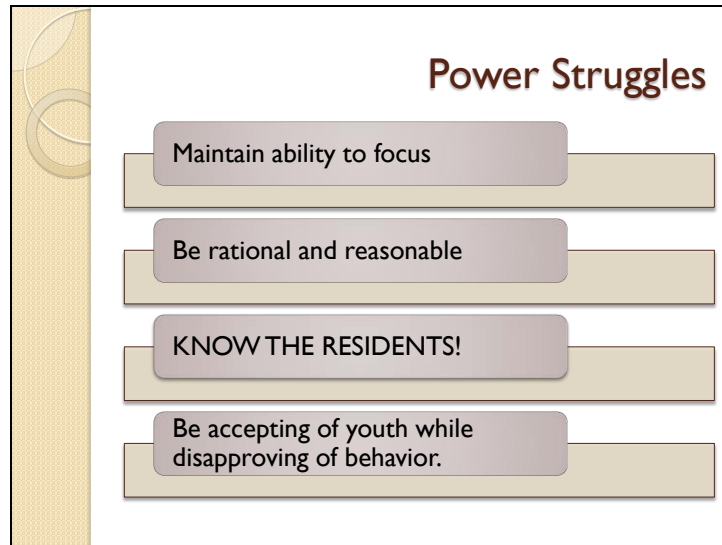 Power Struggles
Maintain ability to focus
Be rational and reasonable
KNOW THE RESIDENTS!
Be accepting of youth while
disapproving of behavior.